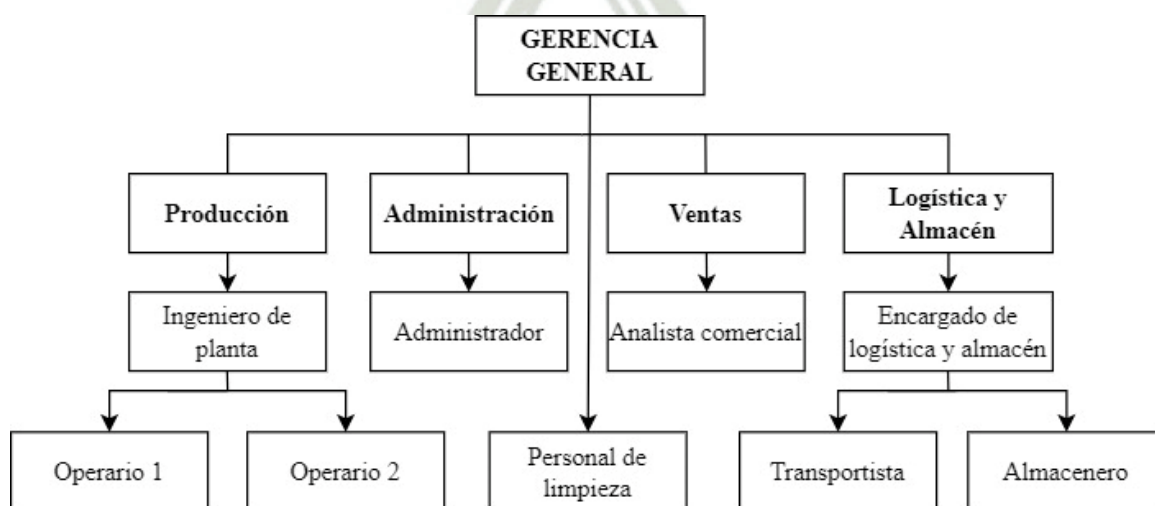 GERENCIA
GENERAL
Producción
Administración
Ventas
Logística y
Almacén
Ingeniero de
planta
Administrador
Analista comercial
Encargado de
logística y almacén
Operario 1
Operario 2
Personal de
limpieza
Transportista
Almacenero